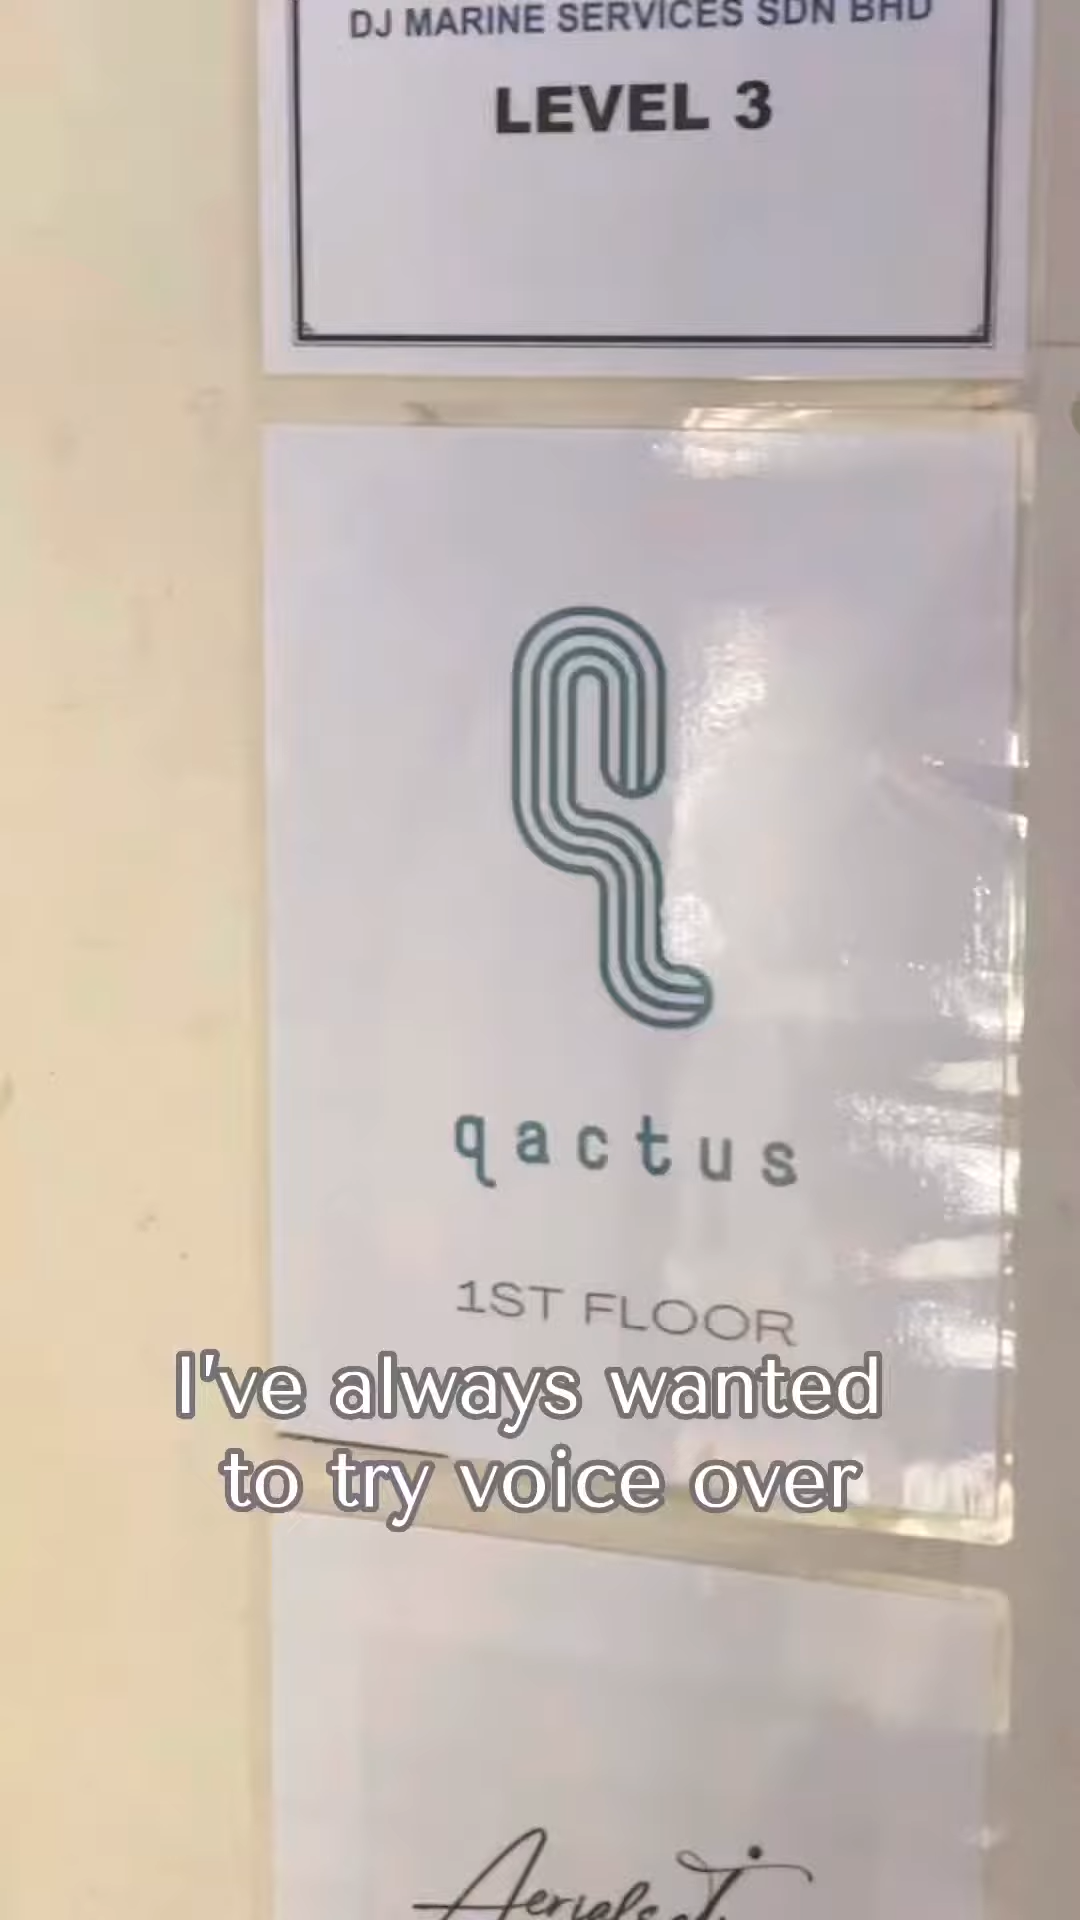 DJ MARINE SERVICES SDN BHD
LEVEL 3
qactus
1ST FLOOR
I've always wanted
to try voice over